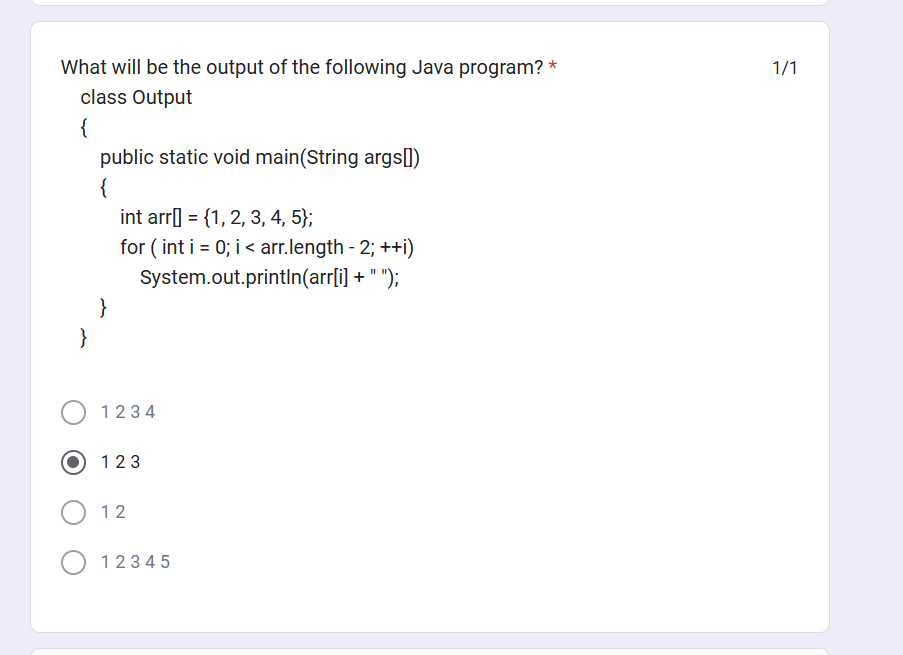 What will be the output of the following Java program? *
1/1
class Output
{
public static void main(String args[])
{
int arr[] = {1, 2, 3, 4, 5};
for ( int i = 0; i < arr.length - 2; ++i)
System.out.println(arr[i] + " ");
}
}
1 2 3 4
1 2 3
1 2
1 2 3 4 5